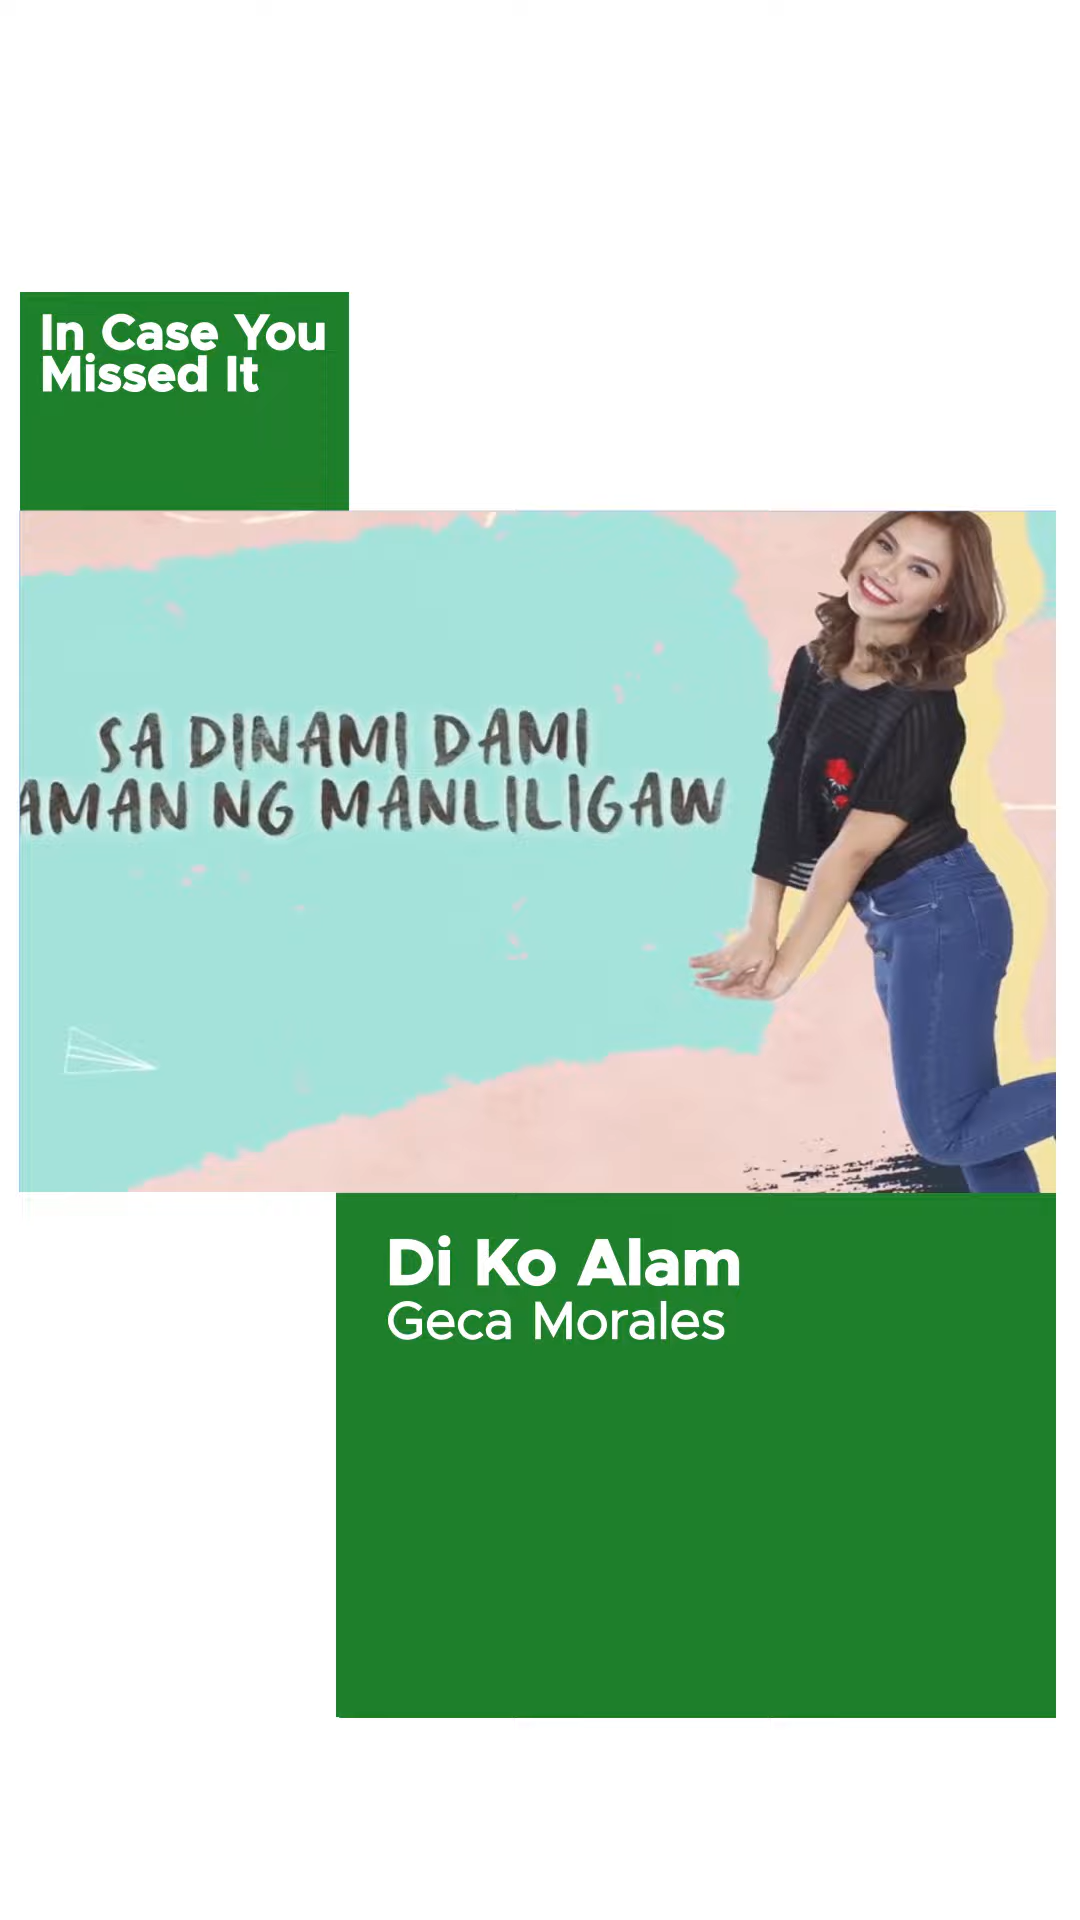 In Case You
Missed It
SA DINAMI DAMI
AMAN NG MANLILIGAW
Di Ko Alam
Geca Morales